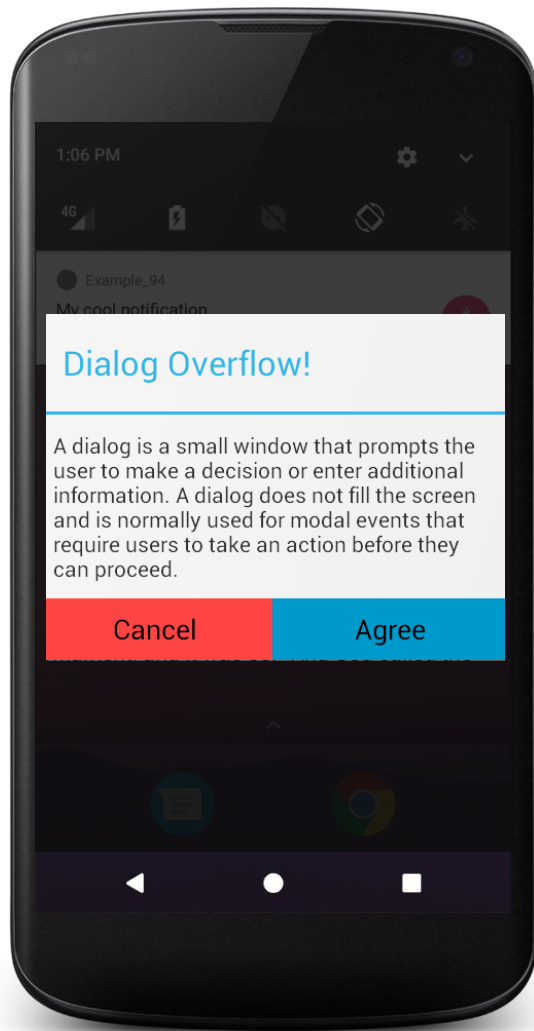 1:06 PM
4G
Example_94
My cool notification
Dialog Overflow!
A dialog is a small window that prompts the
user to make a decision or enter additional
information. A dialog does not fill the screen
and is normally used for modal events that
require users to take an action before they
can proceed.
Cancel
Agree